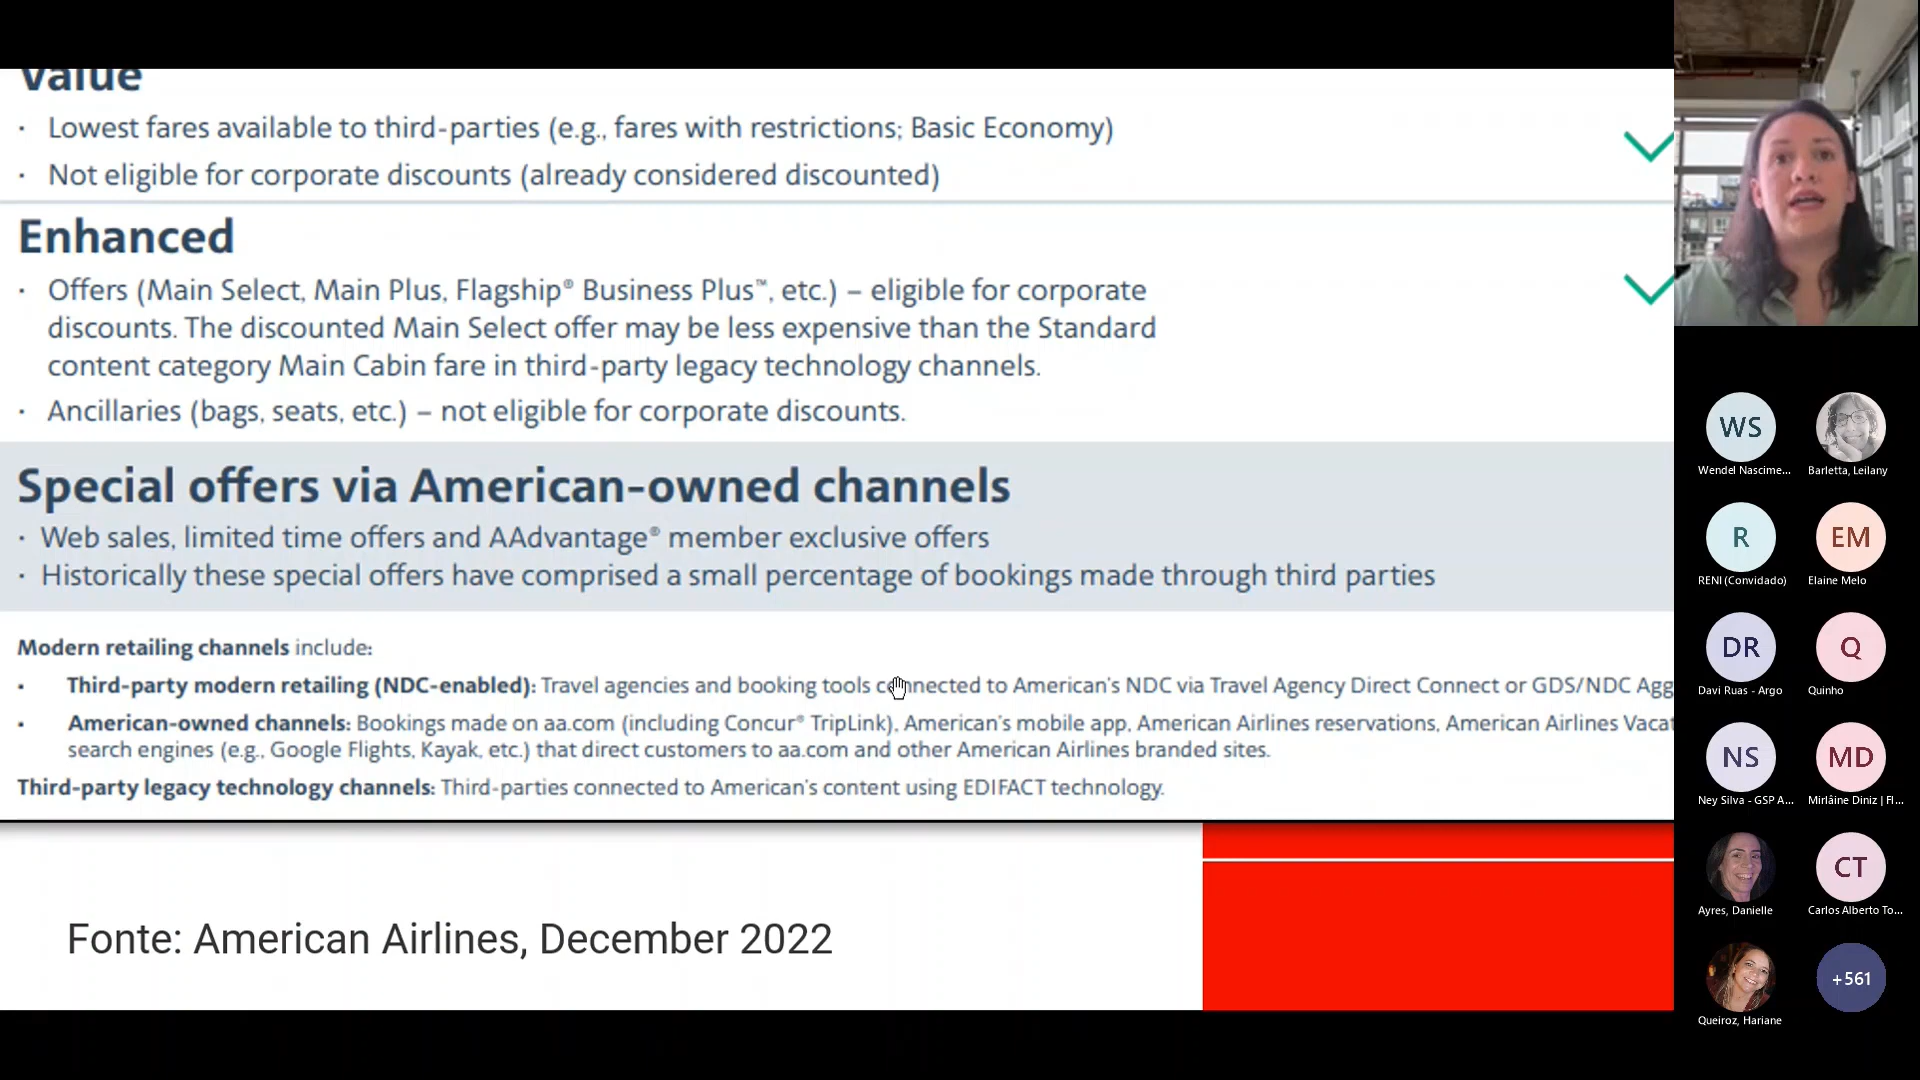 Value
· Lowest fares available to third-parties (e.g., fares with restrictions; Basic Economy)
· Not eligible for corporate discounts (already considered discounted)
Enhanced
· Offers (Main Select, Main Plus, Flagship® Business Plus™, etc.) – eligible for corporate
discounts. The discounted Main Select offer may be less expensive than the Standard
content category Main Cabin fare in third-party legacy technology channels.
· Ancillaries (bags, seats, etc.) – not eligible for corporate discounts.
Special offers via American-owned channels
· Web sales, limited time offers and AAdvantage® member exclusive offers
· Historically these special offers have comprised a small percentage of bookings made through third parties
Modern retailing channels include:
· Third-party modern retailing (NDC-enabled): Travel agencies and booking tools connected to American's NDC via Travel Agency Direct Connect or GDS/NDC Agg
· American-owned channels: Bookings made on aa.com (including Concur® TripLink), American's mobile app, American Airlines reservations, American Airlines Vacat
search engines (e.g., Google Flights, Kayak, etc.) that direct customers to aa.com and other American Airlines branded sites.
Third-party legacy technology channels: Third-parties connected to American's content using EDIFACT technology.
Fonte: American Airlines, December 2022
WS
Wendel Nascime...
Barletta, Leilany
R
RENI (Convidado)
EM
Elaine Melo
DR
Davi Ruas - Argo
Q
Quinho
NS
Ney Silva - GSP A...
MD
Mirlâine Diniz | Fl...
Ayres, Danielle
CT
Carlos Alberto To...
Queiroz, Hariane
+561